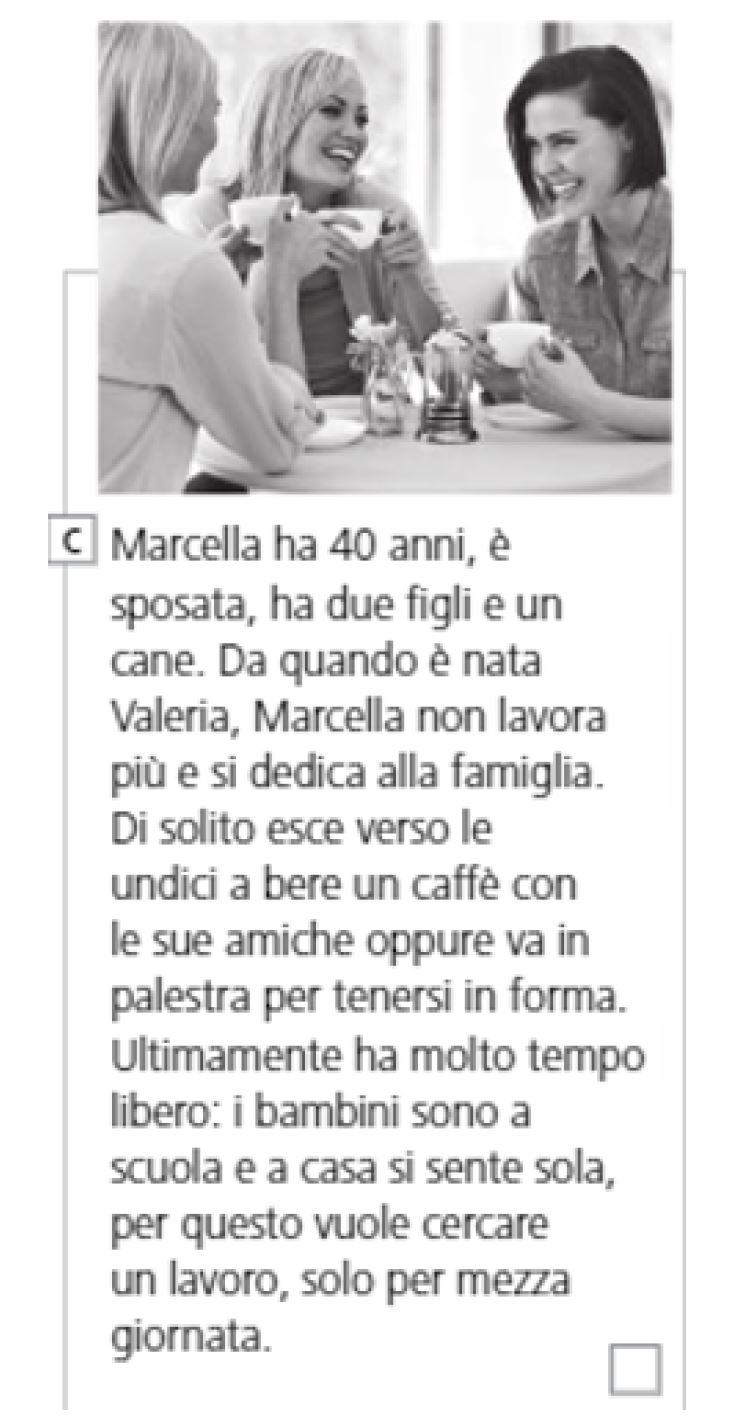 C Marcella ha 40 anni, è
sposata, ha due figli e un
cane. Da quando è nata
Valeria, Marcella non lavora
più e si dedica alla famiglia.
Di solito esce verso le
undici a bere un caffè con
le sue amiche oppure va in
palestra per tenersi in forma.
Ultimamente ha molto tempo
libero: i bambini sono a
scuola e a casa si sente sola,
per questo vuole cercare
un lavoro, solo per mezza
giornata.